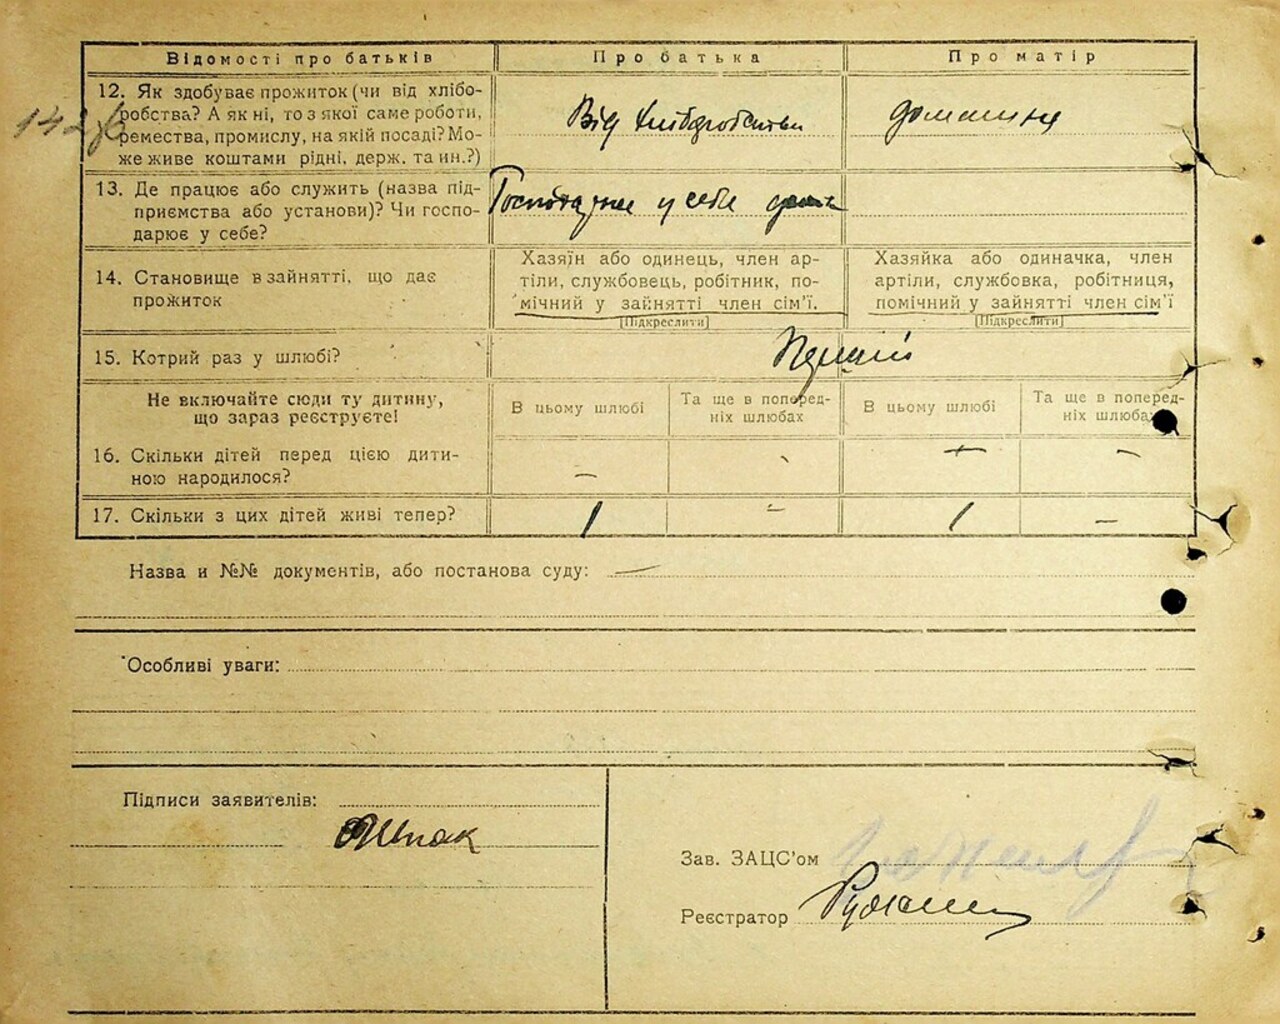 Відомості про батьків Про батька Про матір
12. Як здобуває прожиток (чи від хлібо-
робства? А як ні, то з якої саме роботи,
ремества, промислу, на якій посаді? Мо-
же живе коштами рідні, держ. та ин.?)
Від хліборобства
домашня
142
13. Де працює або служить (назва під-
приємства або установи)? Чи госпо-
дарює у себе?
у себе
14. Становище в зайнятті, що дає
прожиток
Хазяїн або одинець, член ар-
тіли, службовець, робітник, по-
мічний у зайнятті член сім'ї.
[Підкреслити]
Хазяйка або одиначка, член
артіли, службовка, робітниця,
помічний у зайнятті член сім'ї
[Підкреслити]
15. Котрий раз у шлюбі?
Перший
Не включайте сюди ту дитину,
що зараз реєструєте!
В цьому шлюбі
Та ще в поперед-
ніх шлюбах
В цьому шлюбі
Та ще в поперед-
ніх шлюбах
16. Скільки дітей перед цією дити-
ною народилося?
– – –
17. Скільки з цих дітей живі тепер?
1 – 1 –
Назва и №№ документів, або постанова суду: —
Особливі уваги:
Підписи заявителів:
Шпак
Зав. ЗАЦС'ом
Реєстратор